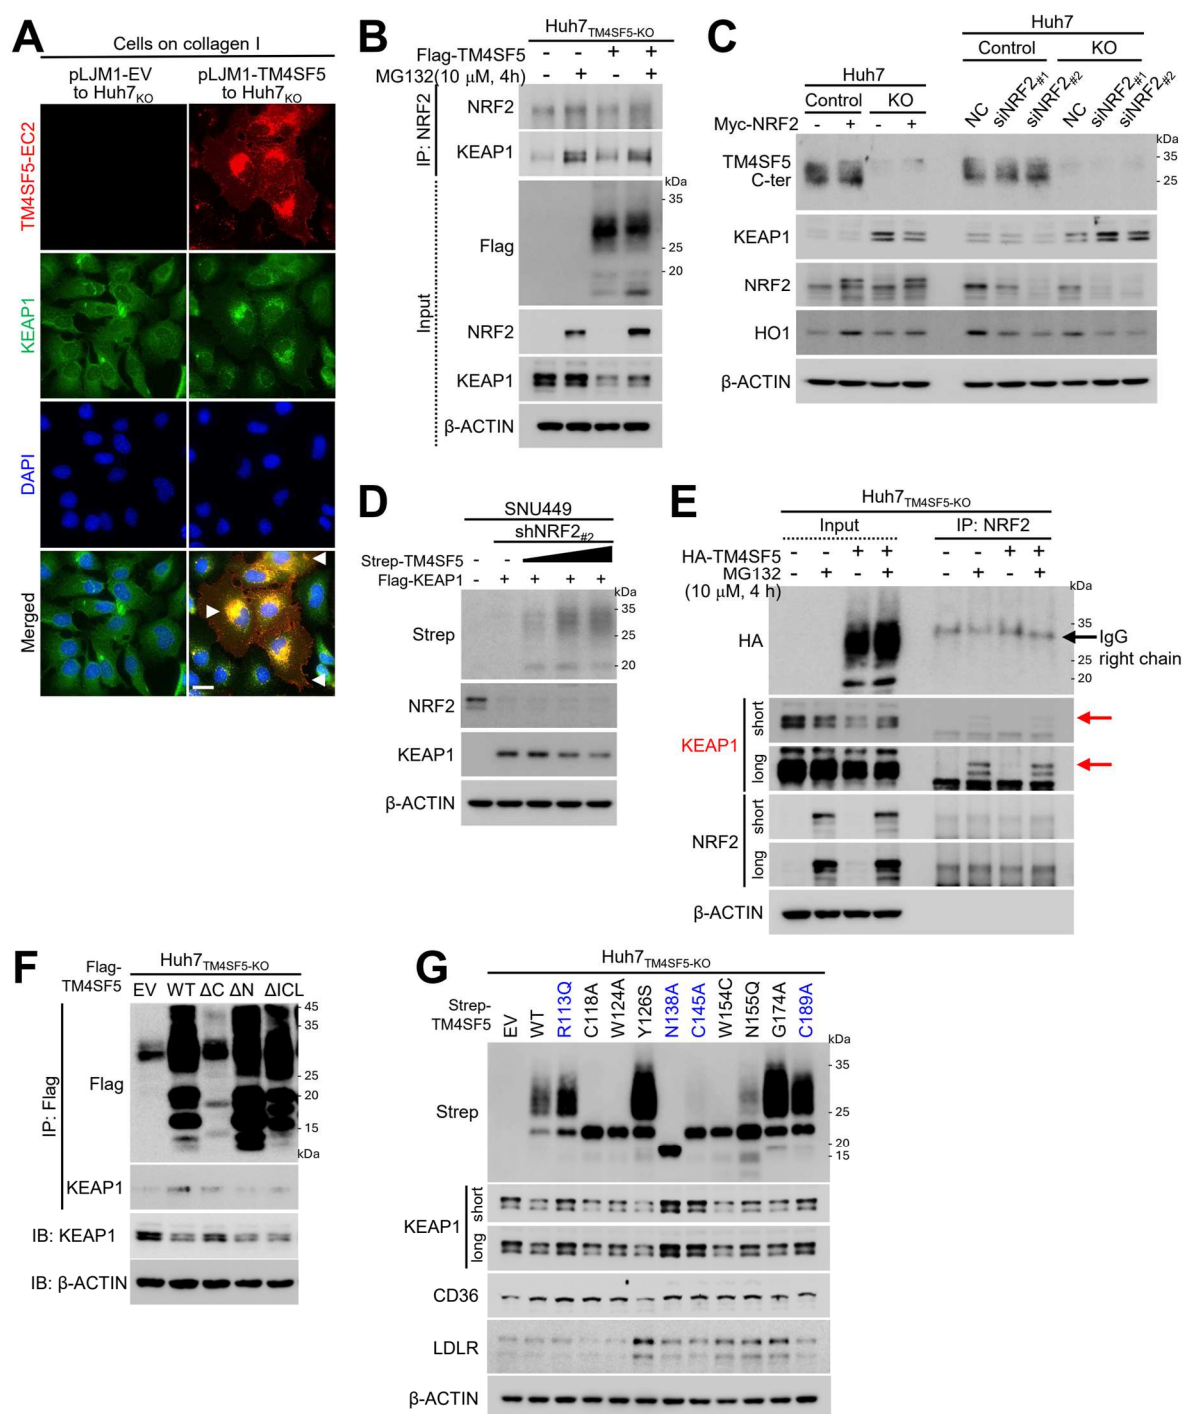 A
Cells on collagen I
pLJM1-EV
to Huh7KO
pLJM1-TM4SF5
to Huh7KO
TM4SF5-EC2
KEAP1
DAPI
Merged
B
Huh7TM4SF5-KO
Flag-TM4SF5 - - + +
MG132(10 μM, 4h) - + - +
IP: NRF2
NRF2
KEAP1
kDa
Input
Flag
- 35
- 25
- 20
NRF2
KEAP1
β-ACTIN
C
Huh7
Control KO
Myc-NRF2 - + - +
Huh7
Control KO
NC siNRF2#1 siNRF2#2 NC siNRF2#1 siNRF2#2
kDa
TM4SF5
C-ter
- 35
- 25
KEAP1
NRF2
HO1
β-ACTIN
D
SNU449
shNRF2#2
Strep-TM4SF5 - -
Flag-KEAP1 - + + + +
kDa
Strep
- 35
- 25
- 20
NRF2
KEAP1
β-ACTIN
E
Huh7TM4SF5-KO
Input IP: NRF2
HA-TM4SF5 - - + + - - + +
MG132 - + - + - + - +
(10 μM, 4 h)
kDa
HA
- 35
- 25
- 20
IgG
right chain
KEAP1
short
long
NRF2
short
long
β-ACTIN
F
Huh7TM4SF5-KO
Flag-
TM4SF5
EV WT ΔC ΔN ΔICL
IP: Flag
Flag
- 45
- 35
- 25
- 20
- 15
kDa
KEAP1
IB: KEAP1
IB: β-ACTIN
G
Huh7TM4SF5-KO
Strep-
TM4SF5
EV WT R113Q C118A W124A Y126S N138A C145A W154C N155Q G174A C189A
kDa
Strep
- 35
- 25
- 20
- 15
KEAP1
short
long
CD36
LDLR
β-ACTIN